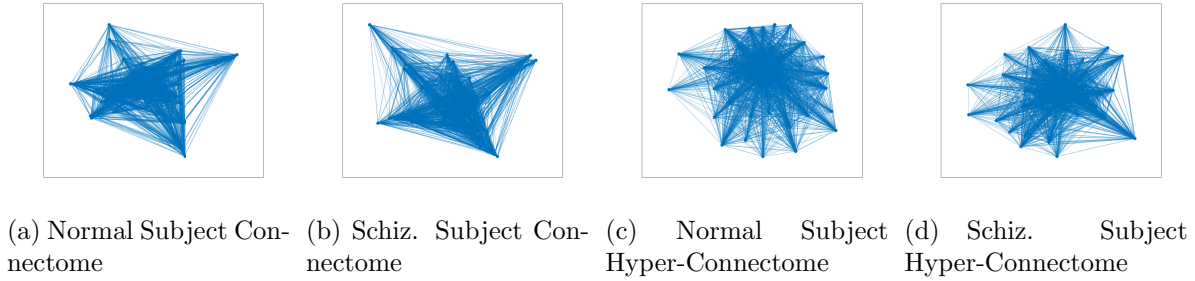 (a) Normal Subject Con-
nectome
(b) Schiz. Subject Con-
nectome
(c) Normal Subject
Hyper-Connectome
(d) Schiz. Subject
Hyper-Connectome